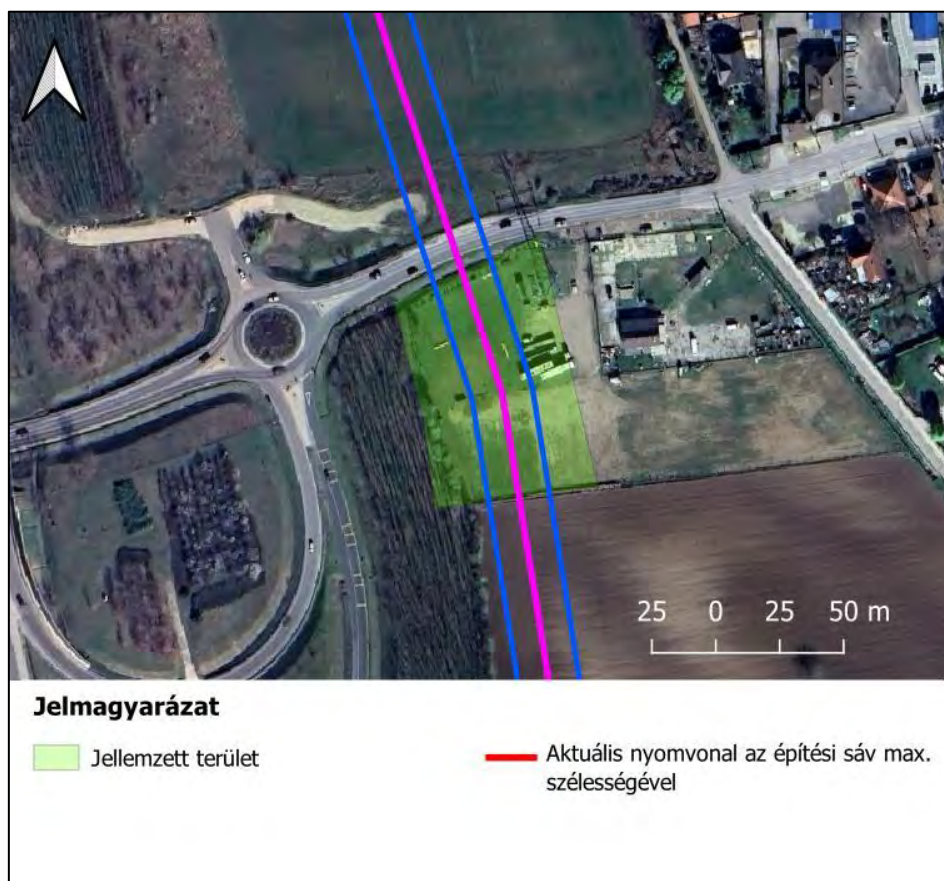 25 0 25 50 m
Jelmagyarázat
Jellemzett terület
Aktuális nyomvonal az építési sáv max.
szélességével